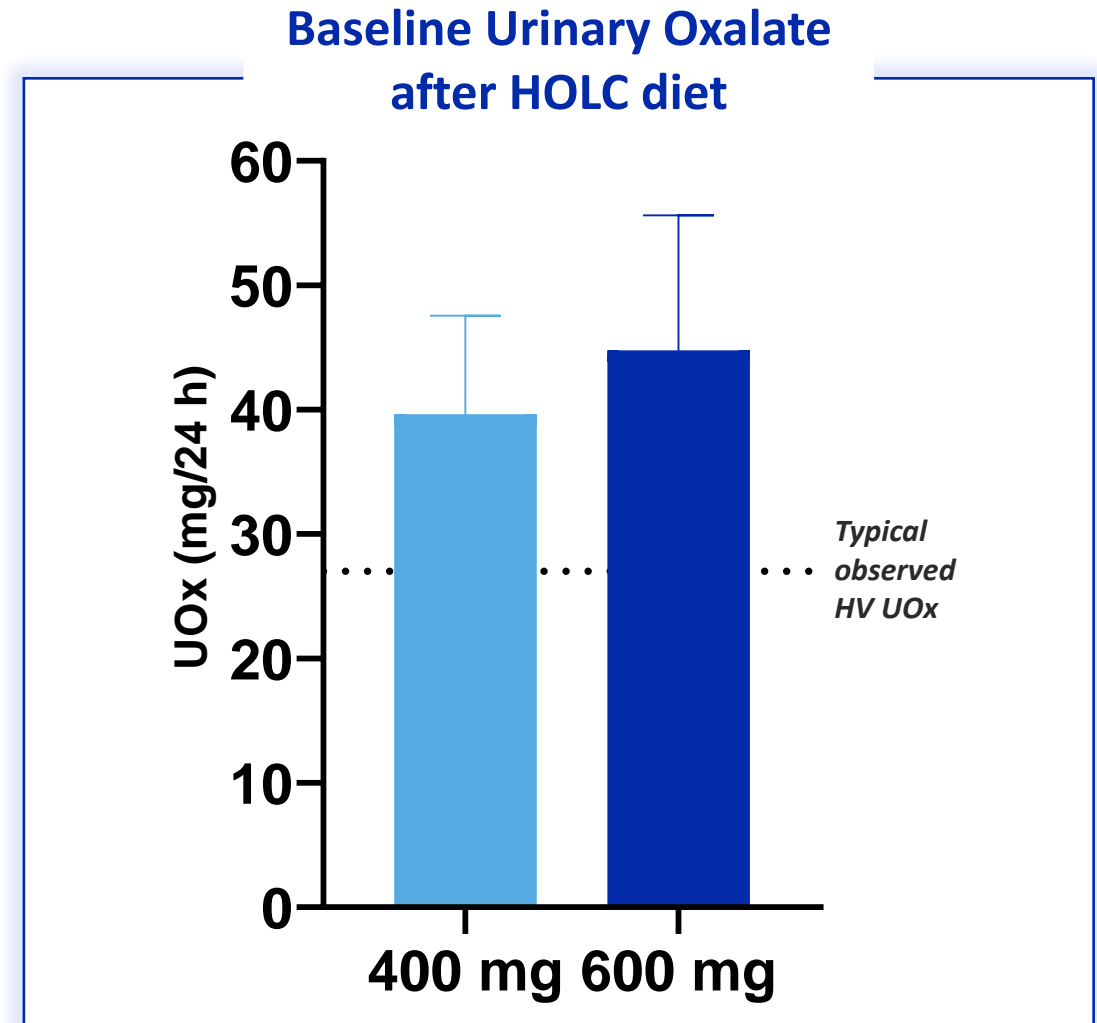 Baseline Urinary Oxalate
after HOLC diet
60
50
40
30
20
10
0
UOx (mg/24 h)
Typical
observed
HV UOx
400 mg 600 mg